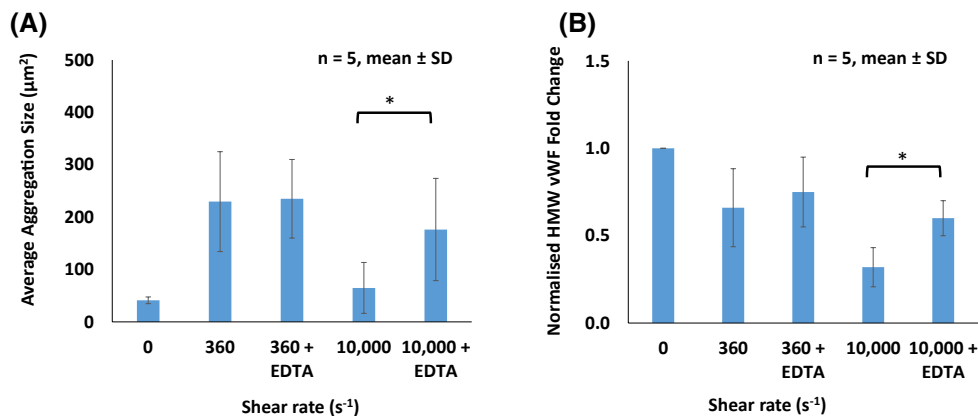 (A)
n = 5, mean ± SD
Average Aggregation Size (μm²)
500
400
300
200
100
0
*
0 360 360 + EDTA 10,000 10,000 + EDTA
Shear rate (s⁻¹)
(B)
n = 5, mean ± SD
Normalised HMW vWF Fold Change
1.5
1.0
0.5
0.0
*
0 360 360 + EDTA 10,000 10,000 + EDTA
Shear rate (s⁻¹)